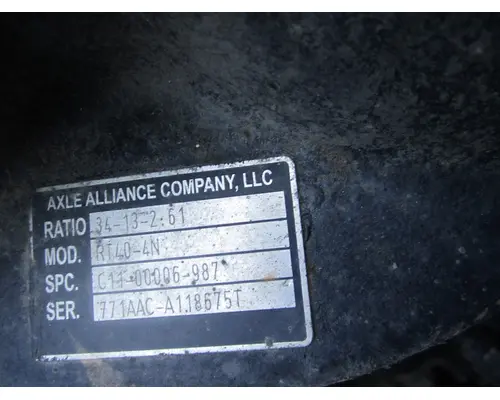 AXLE ALLIANCE COMPANY, LLC
RATIO 34-13-2.61
MOD. RT40-4N
SPC. C11-00006-987
SER. 771AAC-A118675T